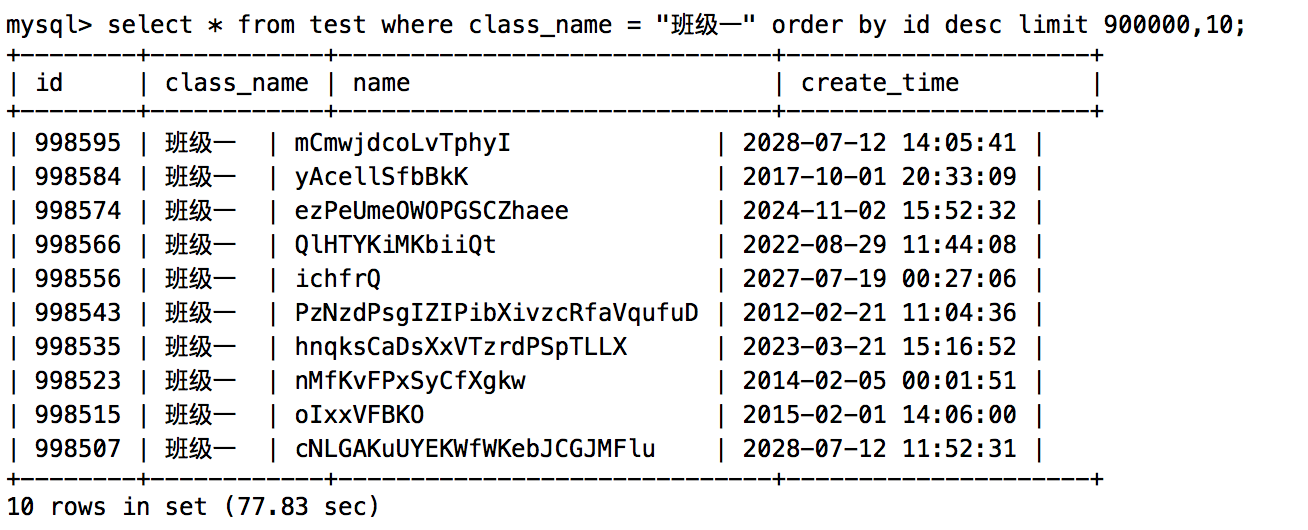 mysql> select * from test where class_name = "班级一" order by id desc limit 900000,10;
+--------+------------+-------------------------------+---------------------+
| id     | class_name | name                          | create_time         |
+--------+------------+-------------------------------+---------------------+
| 998595 | 班级一  | mCmwjdcoLvTphyI              | 2028-07-12 14:05:41 |
| 998584 | 班级一  | yAcellSfbBkK                 | 2017-10-01 20:33:09 |
| 998574 | 班级一  | ezPeUmeOWOPGSCZhaee          | 2024-11-02 15:52:32 |
| 998566 | 班级一  | QlHTYKiMKbiiQt               | 2022-08-29 11:44:08 |
| 998556 | 班级一  | ichfrQ                       | 2027-07-19 00:27:06 |
| 998543 | 班级一  | PzNzdPsgIZIPibXivzcRfaVqufuD | 2012-02-21 11:04:36 |
| 998535 | 班级一  | hnqksCaDsXxVTzrdPSpTLLX      | 2023-03-21 15:16:52 |
| 998523 | 班级一  | nMfKvFPxSyCfXgkw             | 2014-02-05 00:01:51 |
| 998515 | 班级一  | oIxxVFBKO                    | 2015-02-01 14:06:00 |
| 998507 | 班级一  | cNLGAKuUYEKWfWKebJCGJMFlu    | 2028-07-12 11:52:31 |
+--------+------------+-------------------------------+---------------------+
10 rows in set (77.83 sec)